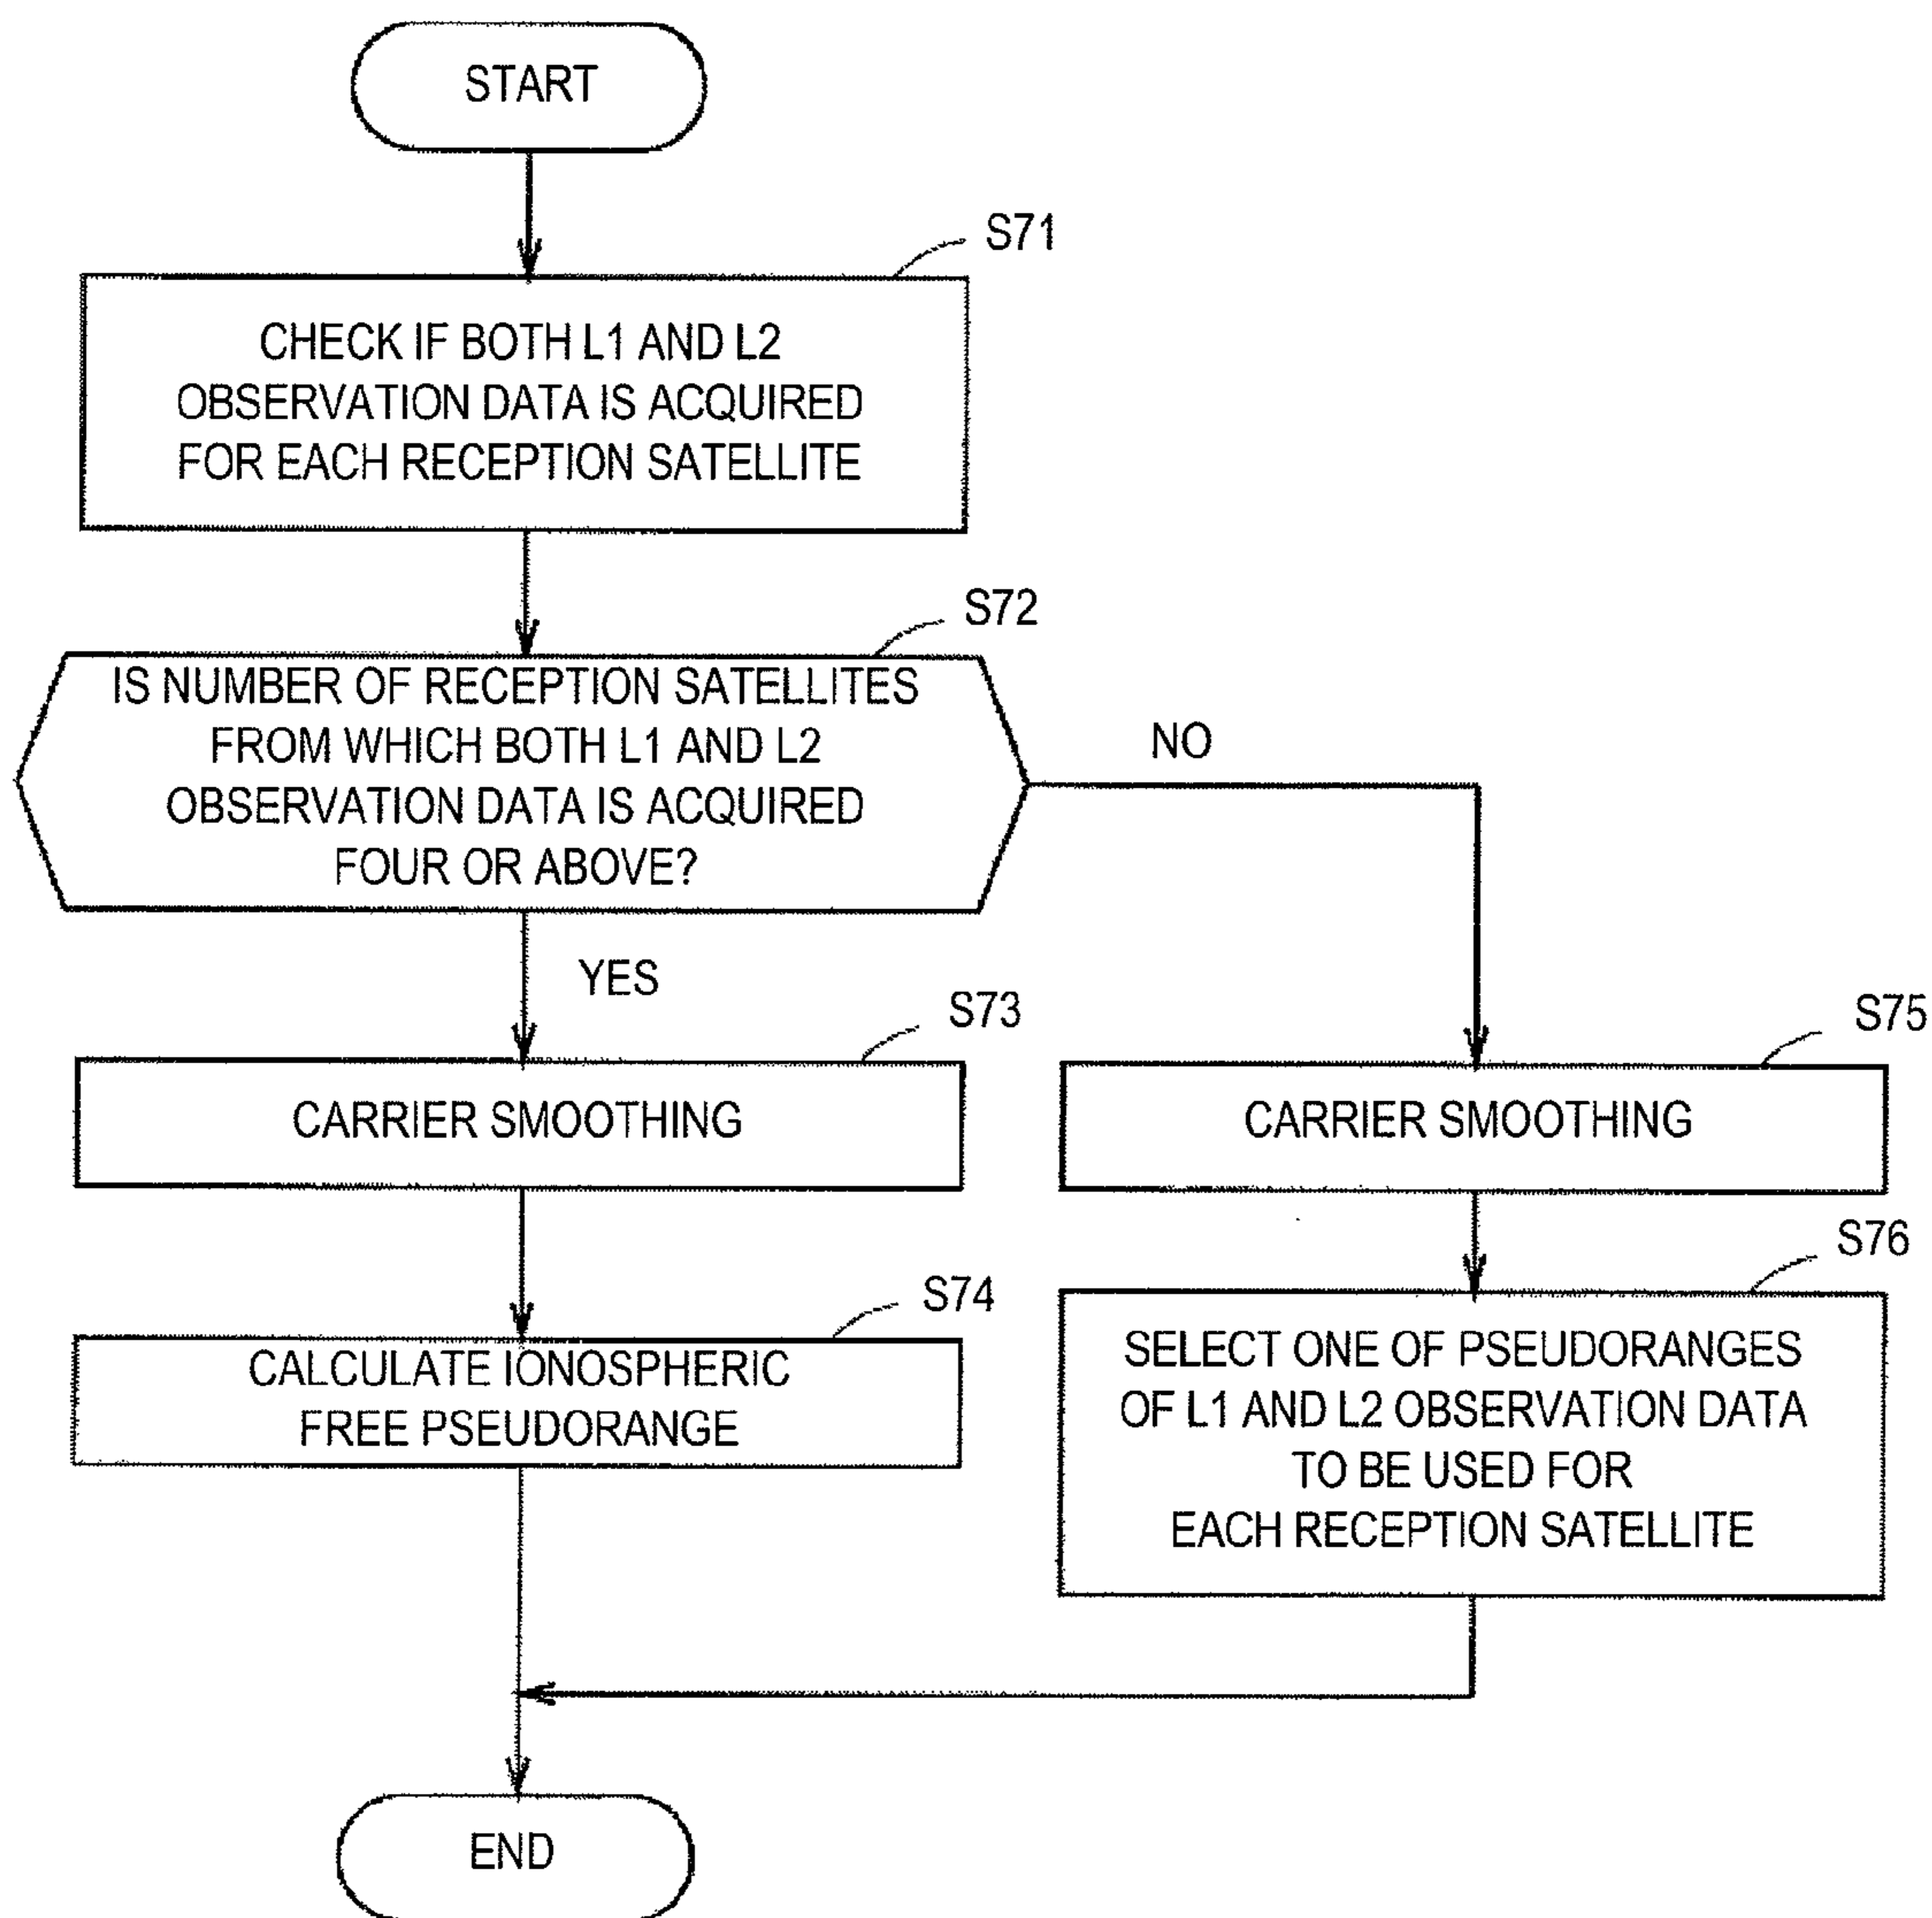 START
S71
CHECK IF BOTH L1 AND L2
OBSERVATION DATA IS ACQUIRED
FOR EACH RECEPTION SATELLITE
S72
IS NUMBER OF RECEPTION SATELLITES
FROM WHICH BOTH L1 AND L2
OBSERVATION DATA IS ACQUIRED
FOUR OR ABOVE?
NO
YES
S73
CARRIER SMOOTHING
S75
CARRIER SMOOTHING
S74
CALCULATE IONOSPHERIC
FREE PSEUDORANGE
S76
SELECT ONE OF PSEUDORANGES
OF L1 AND L2 OBSERVATION DATA
TO BE USED FOR
EACH RECEPTION SATELLITE
END